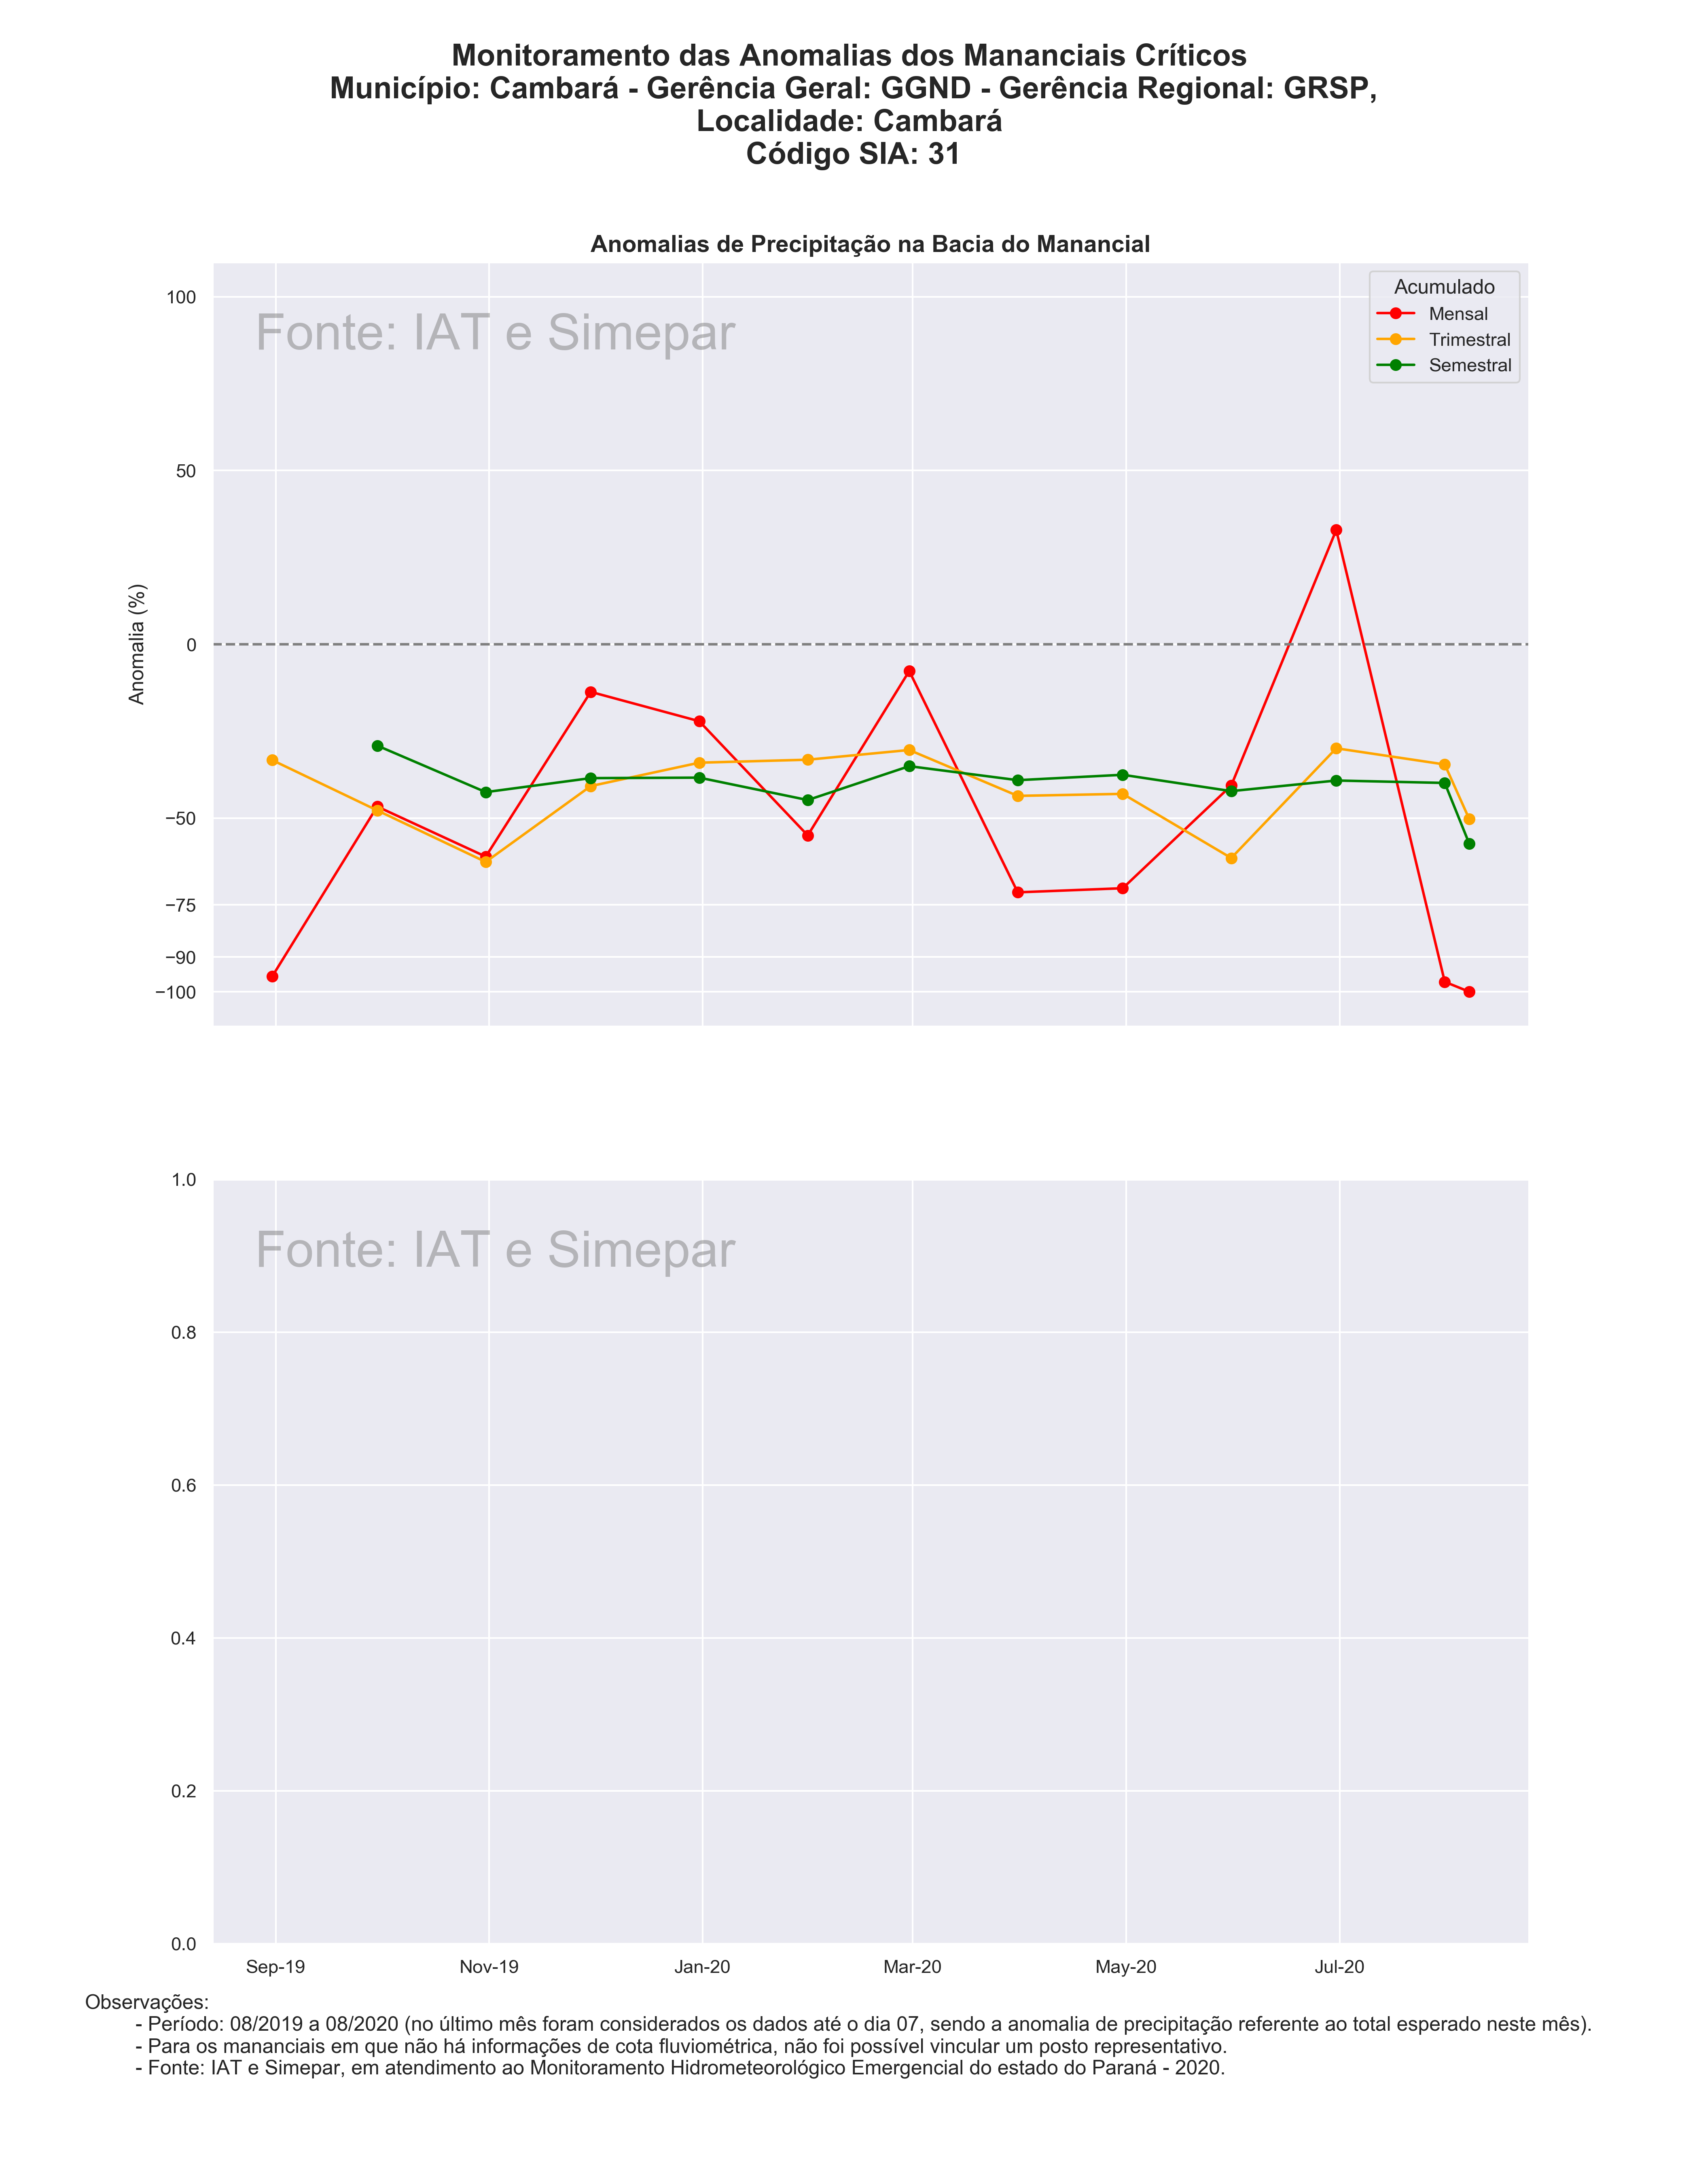 Monitoramento das Anomalias dos Mananciais Críticos
Município: Cambará - Gerência Geral: GGND - Gerência Regional: GRSP,
Localidade: Cambará
Código SIA: 31
Anomalias de Precipitação na Bacia do Manancial
Fonte: IAT e Simepar
Acumulado
Mensal
Trimestral
Semestral
Anomalia (%)
100
50
0
−50
−75
−90
−100
Fonte: IAT e Simepar
1.0
0.8
0.6
0.4
0.2
0.0
Sep-19 Nov-19 Jan-20 Mar-20 May-20 Jul-20
Observações:
- Período: 08/2019 a 08/2020 (no último mês foram considerados os dados até o dia 07, sendo a anomalia de precipitação referente ao total esperado neste mês).
- Para os mananciais em que não há informações de cota fluviométrica, não foi possível vincular um posto representativo.
- Fonte: IAT e Simepar, em atendimento ao Monitoramento Hidrometeorológico Emergencial do estado do Paraná - 2020.